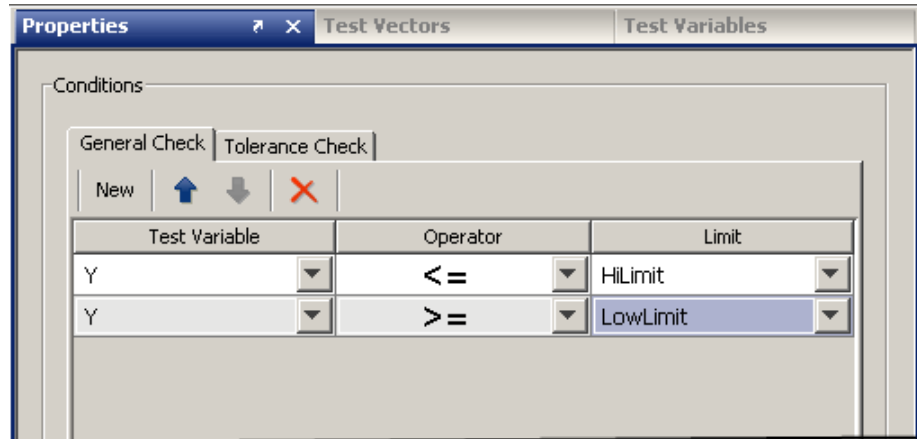 Properties Test Vectors Test Variables
Conditions
General Check Tolerance Check
New
Test Variable Operator Limit
Y <= HiLimit
Y >= LowLimit